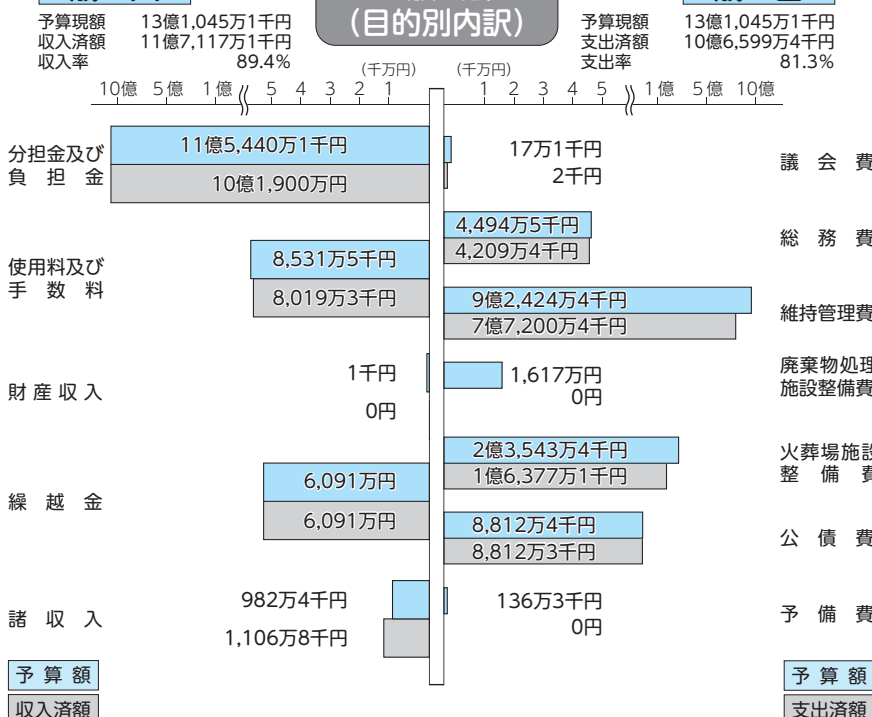 (目的別内訳)
予算現額 13億1,045万1千円
収入済額 11億7,117万1千円
収入率 89.4%
予算現額 13億1,045万1千円
支出済額 10億6,599万4千円
支出率 81.3%
(千万円)
(千万円)
10億 5億 1億 5 4 3 2 1
1 2 3 4 5 1億 5億 10億
分担金及び
負担金
11億5,440万1千円
10億1,900万円
使用料及び
手数料
8,531万5千円
8,019万3千円
財産収入
1千円
0円
繰越金
6,091万円
6,091万円
諸収入
982万4千円
1,106万8千円
予算額
収入済額
17万1千円
2千円
議会費
4,494万5千円
4,209万4千円
総務費
9億2,424万4千円
7億7,200万4千円
維持管理費
1,617万円
0円
廃棄物処理
施設整備費
2億3,543万4千円
1億6,377万1千円
火葬場施設
整備費
8,812万4千円
8,812万3千円
公債費
136万3千円
0円
予備費
予算額
支出済額